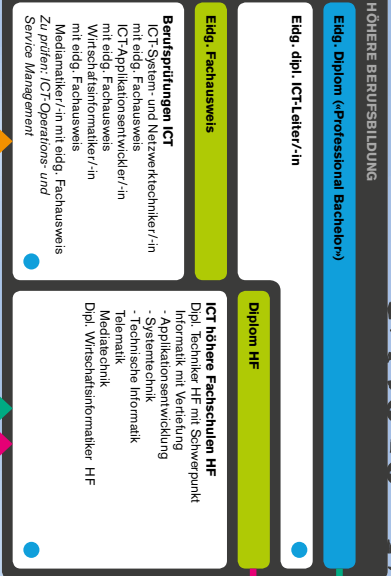 HÖHERE BERUFSBILDUNG
Eidg. Diplom («Professional Bachelor»)
Eidg. dipl. ICT-Leiter/-in
Eidg. Fachausweis
Berufsprüfungen ICT
ICT-System- und Netzwerktechniker/-in
mit eidg. Fachausweis
ICT-Applikationsentwickler/-in
mit eidg. Fachausweis
Wirtschaftsinformatiker/-in
mit eidg. Fachausweis
Mediamatiker/-in mit eidg. Fachausweis
Zu prüfen: ICT-Operations- und
Service Management
Diplom HF
ICT höhere Fachschulen HF
Dipl. Techniker HF mit Schwerpunkt
Informatik mit Vertiefung
- Applikationsentwicklung
- Systemtechnik
- Technische Informatik
Telematik
Mediatechnik
Dipl. Wirtschaftsinformatiker HF